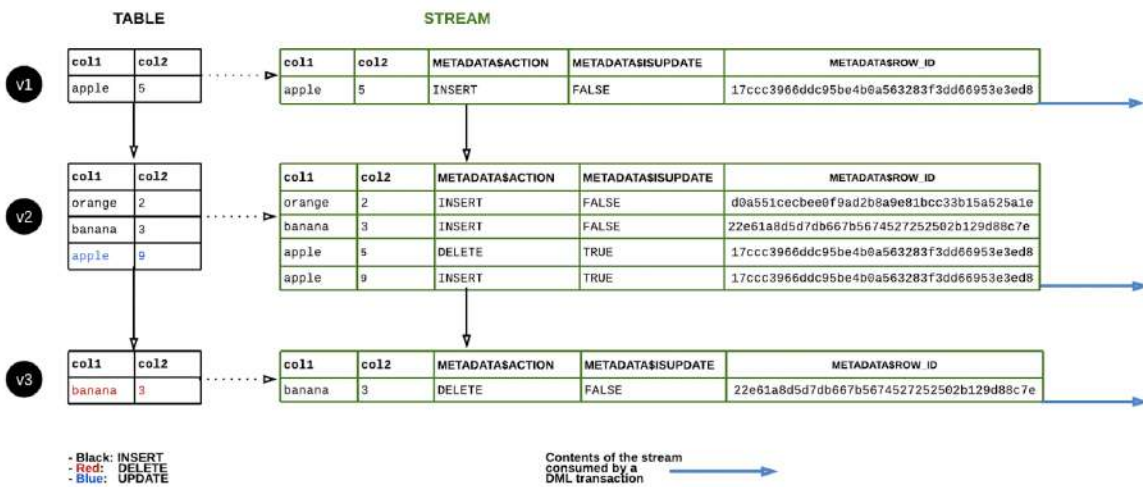 TABLE STREAM
v1
col1 col2
apple 5
col1 col2 METADATA$ACTION METADATA$ISUPDATE METADATA$ROW_ID
apple 5 INSERT FALSE 17ccc3966ddc95be4b0a563283f3dd66953e3ed8
v2
col1 col2
orange 2
banana 3
apple 9
col1 col2 METADATA$ACTION METADATA$ISUPDATE METADATA$ROW_ID
orange 2 INSERT FALSE d0a551cecbee0f9ad2b8a9e81bcc33b15a525a1e
banana 3 INSERT FALSE 22e61a8d5d7db667b5674527252502b129d88c7e
apple 5 DELETE TRUE 17ccc3966ddc95be4b0a563283f3dd66953e3ed8
apple 9 INSERT TRUE 17ccc3966ddc95be4b0a563283f3dd66953e3ed8
v3
col1 col2
banana 3
col1 col2 METADATA$ACTION METADATA$ISUPDATE METADATA$ROW_ID
banana 3 DELETE FALSE 22e61a8d5d7db667b5674527252502b129d88c7e
- Black: INSERT
- Red: DELETE
- Blue: UPDATE
Contents of the stream
consumed by a
DML transaction